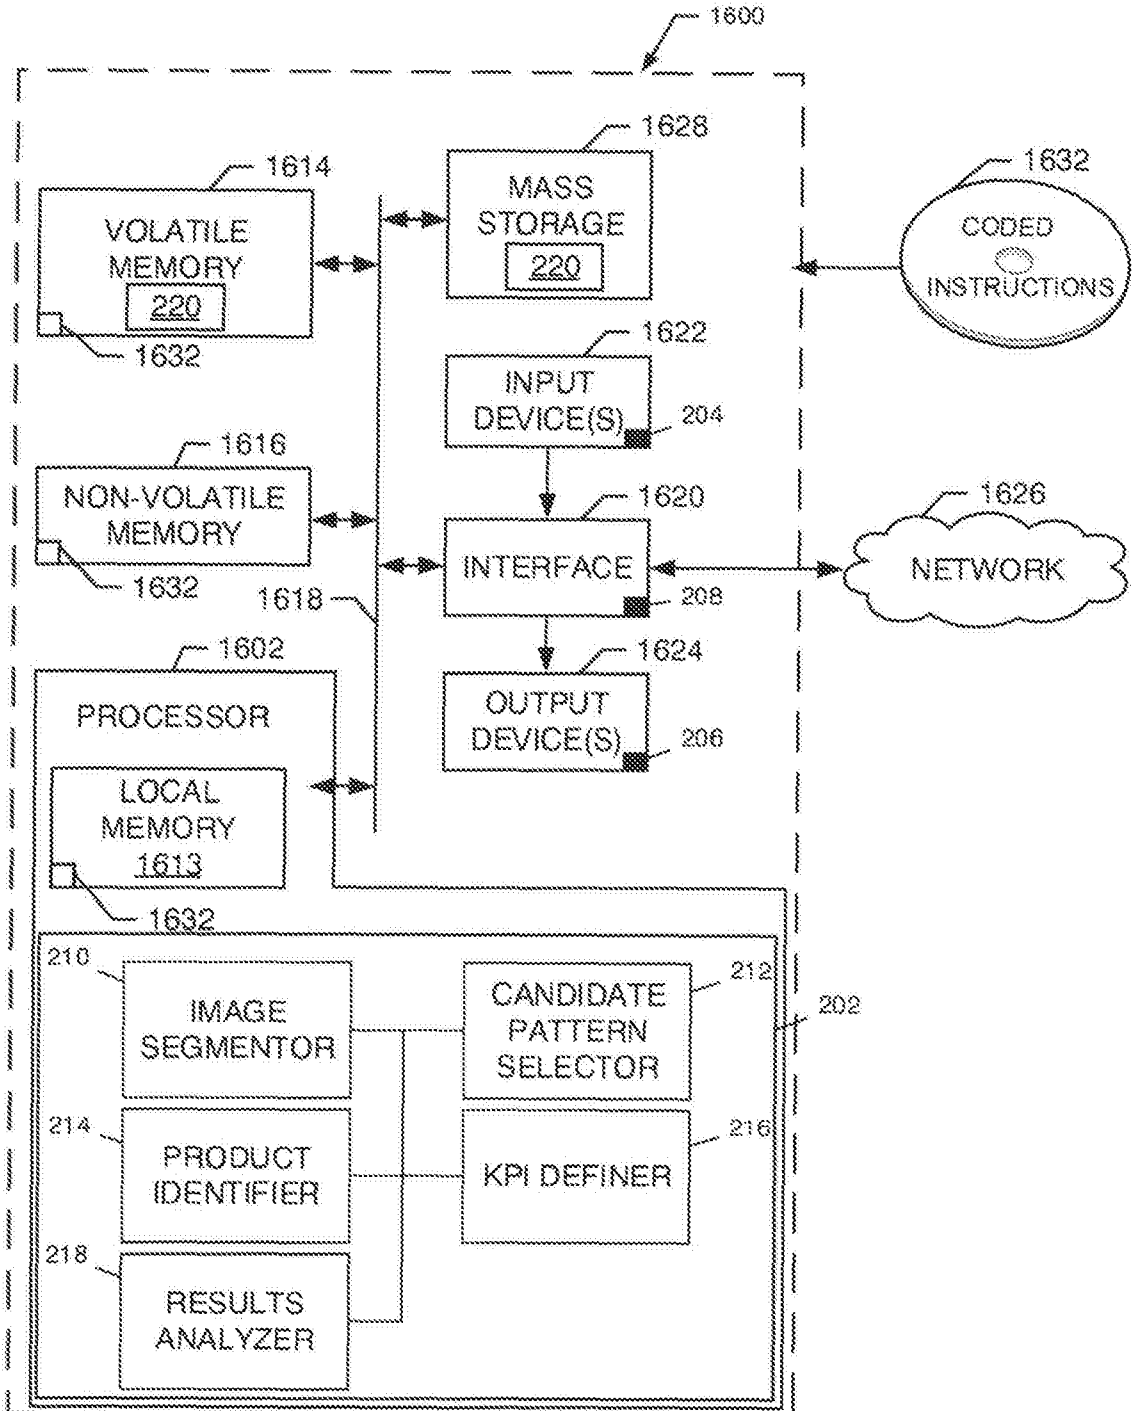 1600
1628
1614
1632
MASS
STORAGE
220
VOLATILE
MEMORY
220
1632
CODED
INSTRUCTIONS
1622
INPUT
DEVICE(S)
204
1616
NON-VOLATILE
MEMORY
1632
1620
INTERFACE
208
1626
NETWORK
1618
1602
PROCESSOR
1624
OUTPUT
DEVICE(S)
206
LOCAL
MEMORY
1613
1632
210
IMAGE
SEGMENTOR
212
CANDIDATE
PATTERN
SELECTOR
202
214
PRODUCT
IDENTIFIER
216
KPI DEFINER
218
RESULTS
ANALYZER